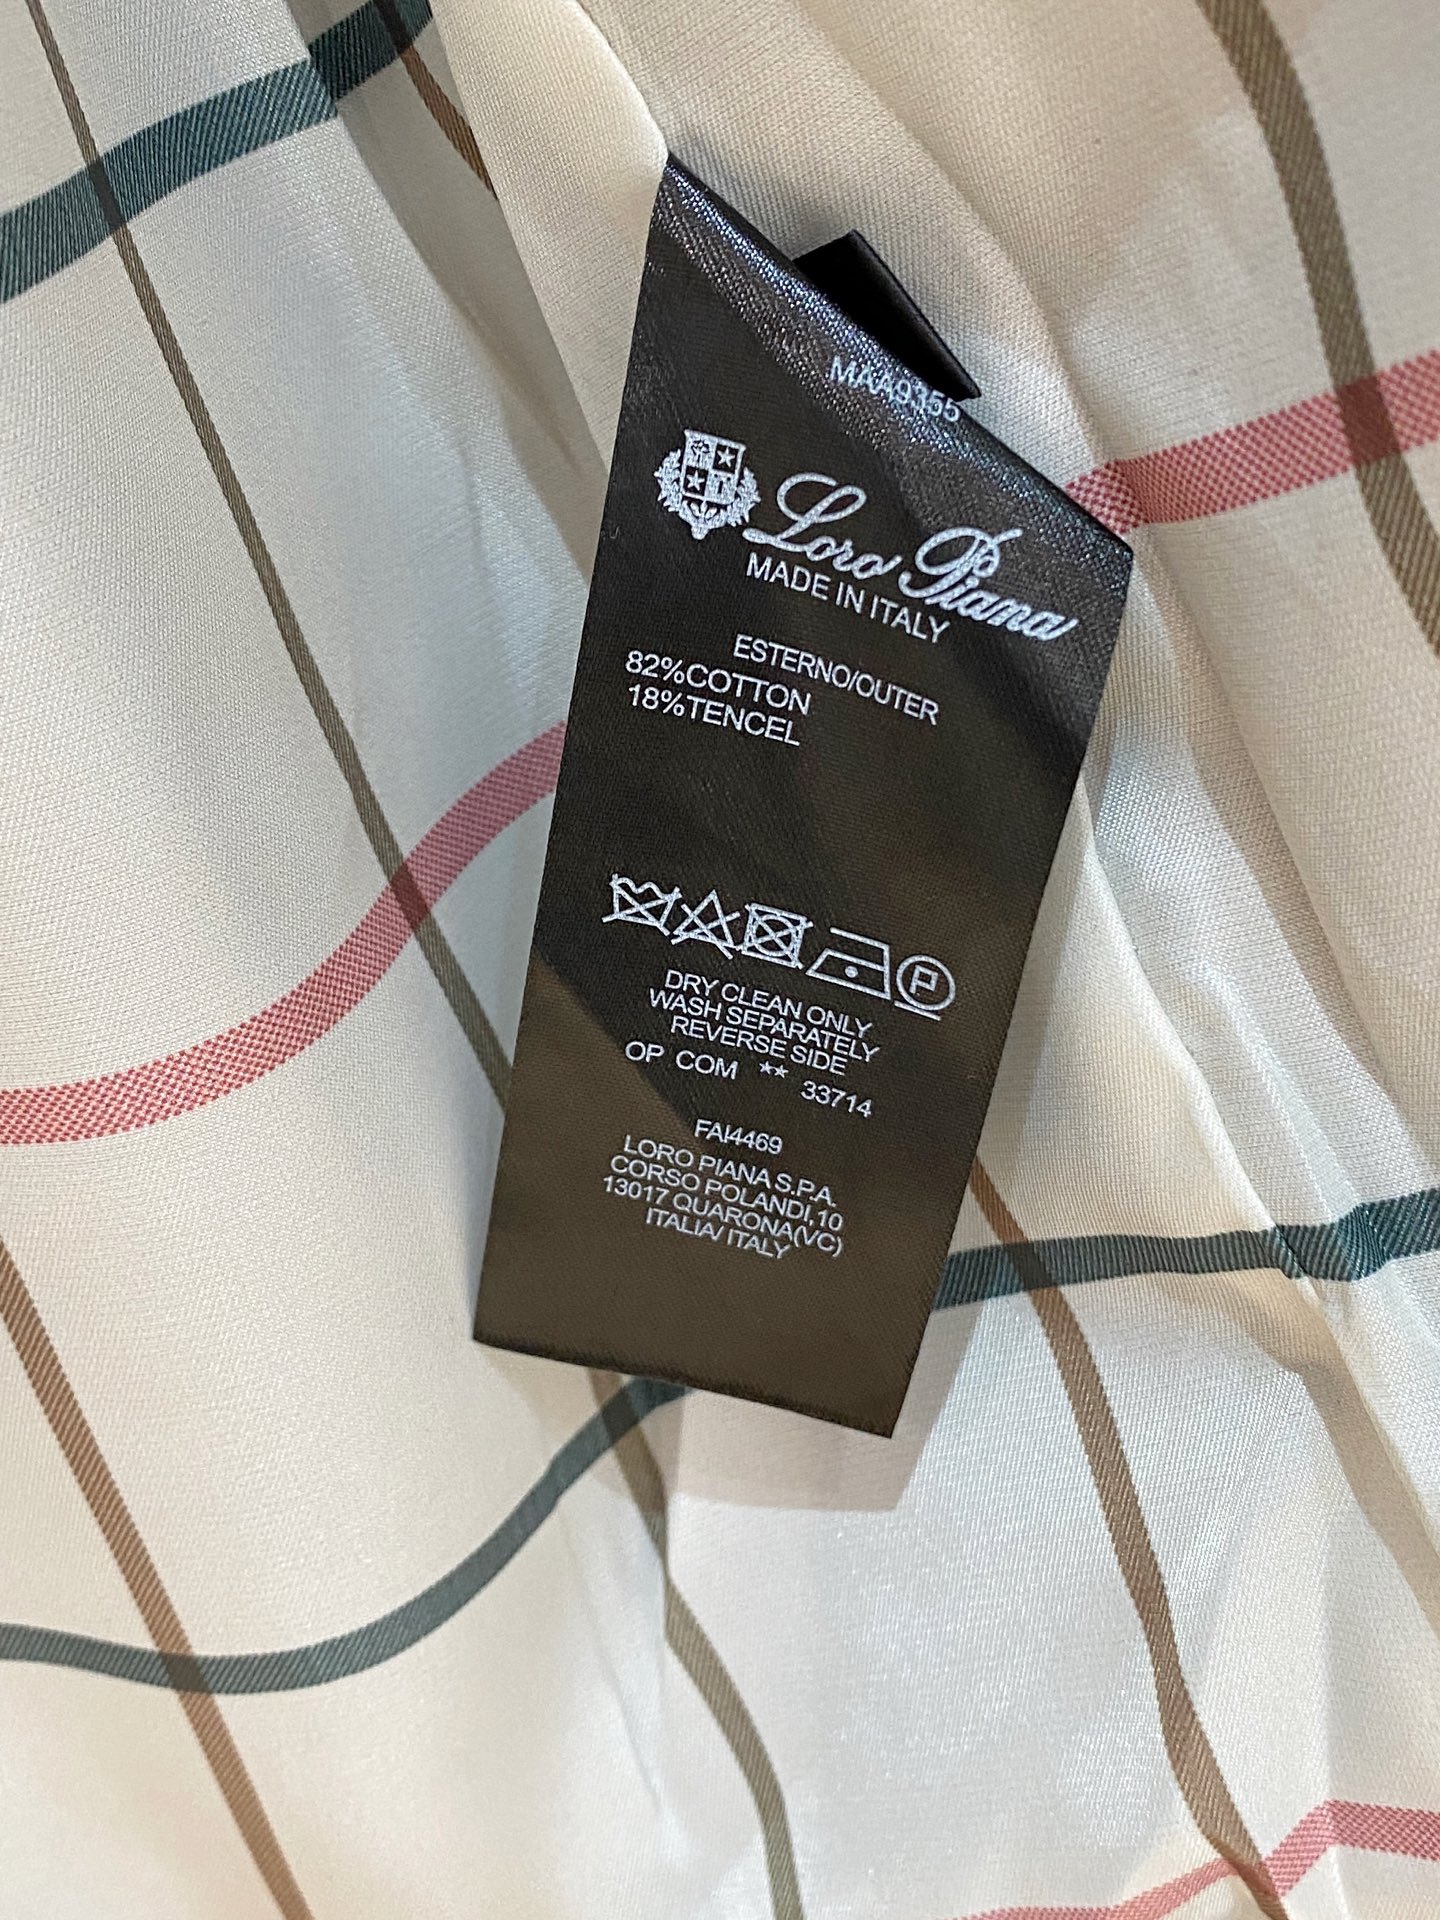 MAA9355
Loro Piana
MADE IN ITALY
ESTERNO/OUTER
82%COTTON
18%TENCEL
P
DRY CLEAN ONLY
WASH SEPARATELY
REVERSE SIDE
OP COM ** 33714
FAI4469
LORO PIANA S.P.A.
CORSO POLANDI,10
13017 QUARONA(VC)
ITALIA/ ITALY